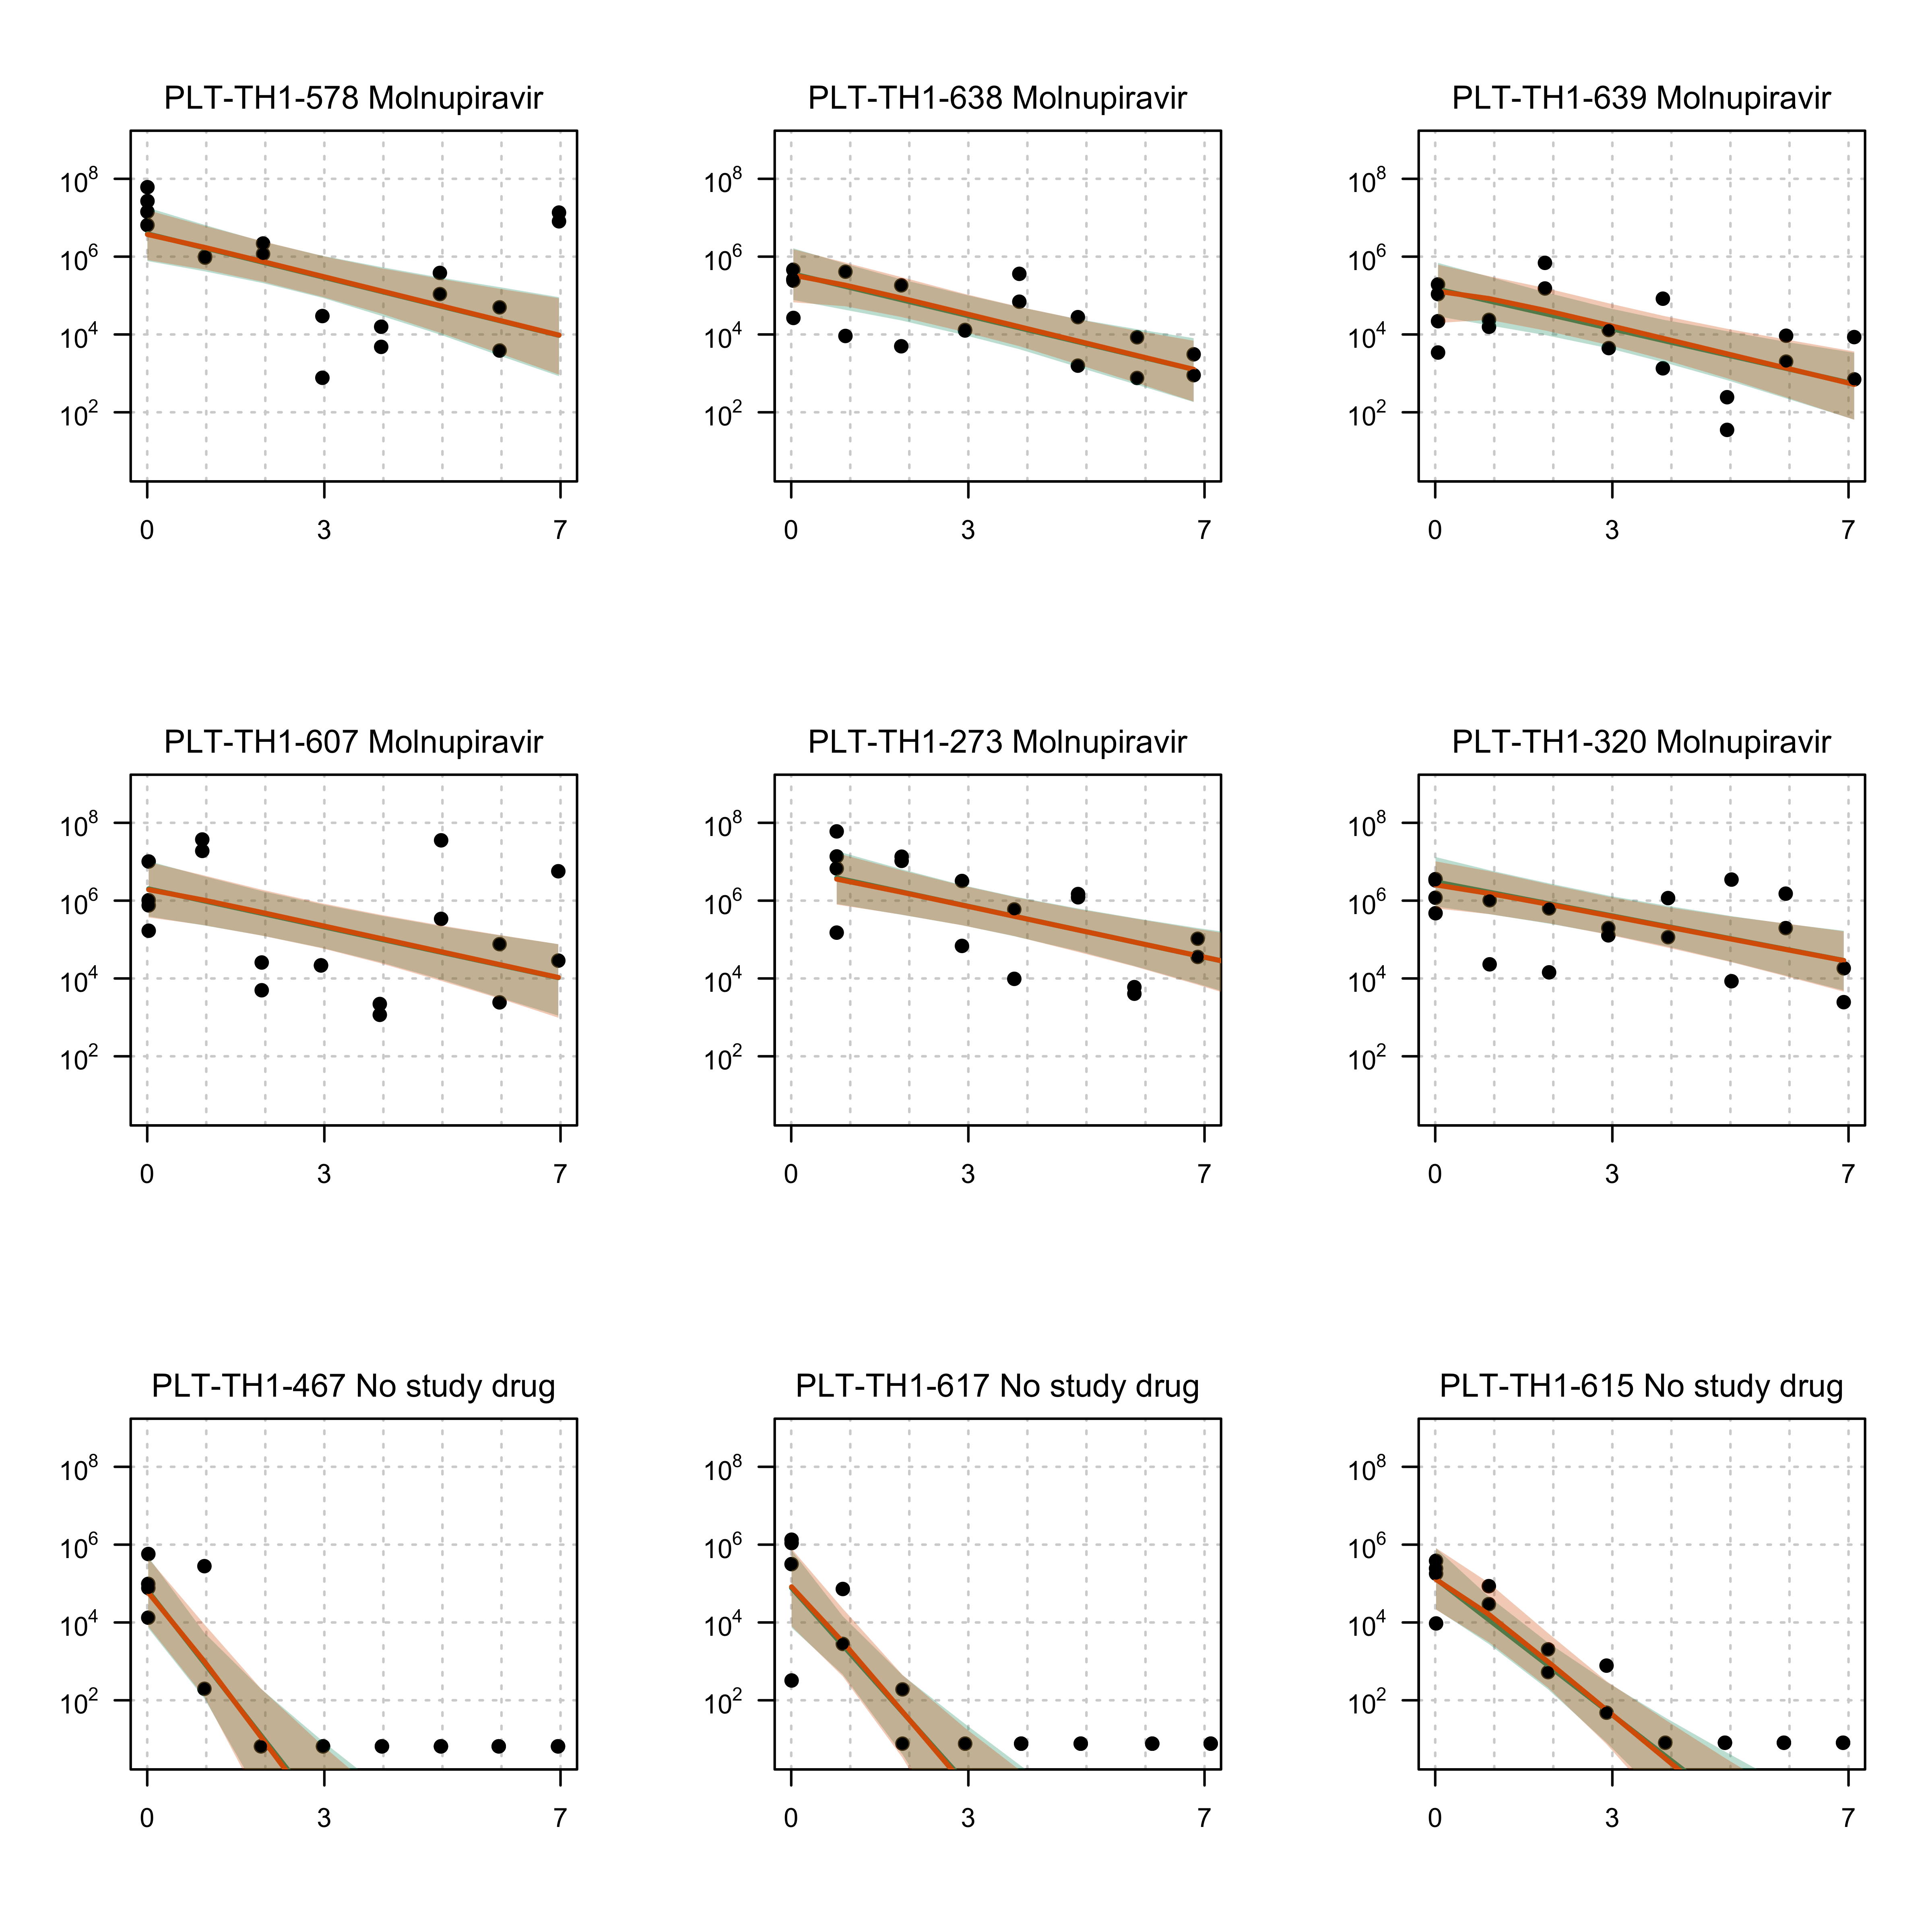 PLT-TH1-578 Molnupiravir
10^8
10^6
10^4
10^2
0 3 7
PLT-TH1-638 Molnupiravir
10^8
10^6
10^4
10^2
0 3 7
PLT-TH1-639 Molnupiravir
10^8
10^6
10^4
10^2
0 3 7
PLT-TH1-607 Molnupiravir
10^8
10^6
10^4
10^2
0 3 7
PLT-TH1-273 Molnupiravir
10^8
10^6
10^4
10^2
0 3 7
PLT-TH1-320 Molnupiravir
10^8
10^6
10^4
10^2
0 3 7
PLT-TH1-467 No study drug
10^8
10^6
10^4
10^2
0 3 7
PLT-TH1-617 No study drug
10^8
10^6
10^4
10^2
0 3 7
PLT-TH1-615 No study drug
10^8
10^6
10^4
10^2
0 3 7